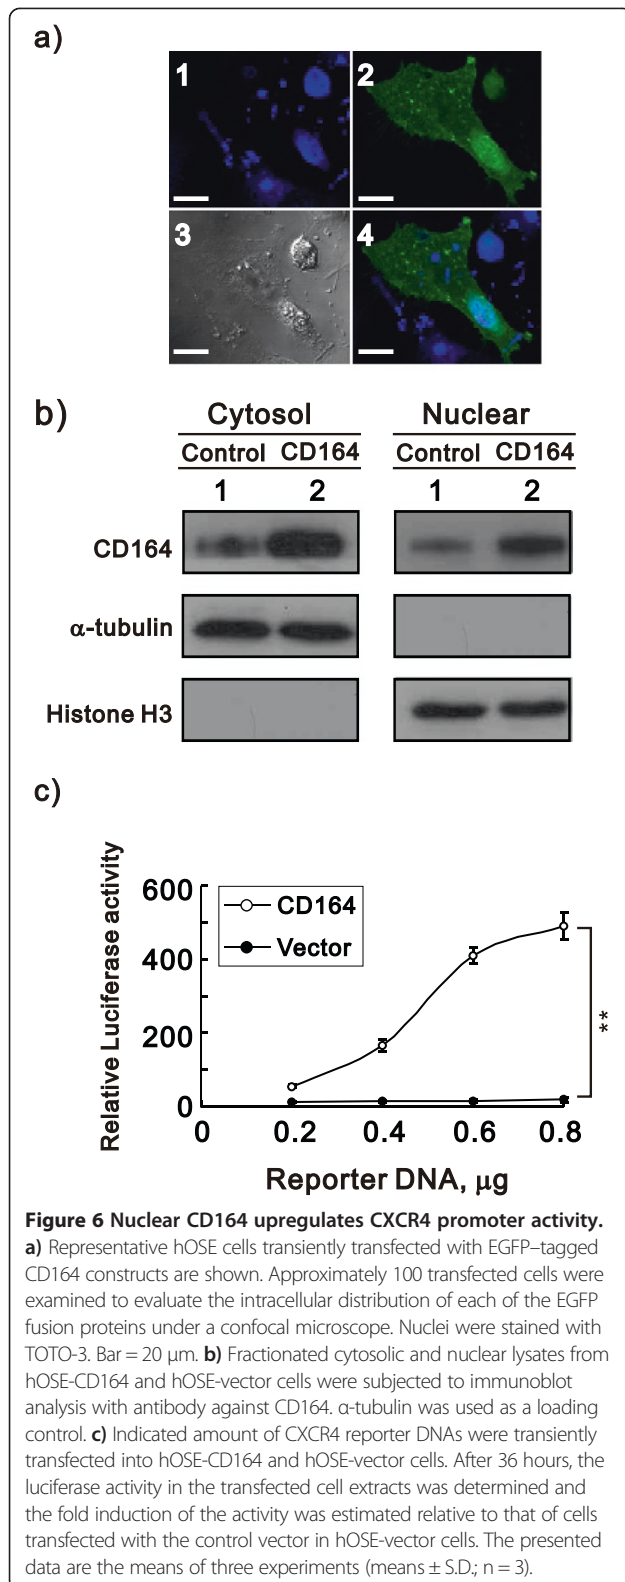 a)
1 2
3 4
b)
Cytosol Nuclear
Control CD164 Control CD164
1 2 1 2
CD164
α-tubulin
Histone H3
c)
Relative Luciferase activity
600
400
200
0
CD164
Vector
**
0 0.2 0.4 0.6 0.8
Reporter DNA, μg
Figure 6 Nuclear CD164 upregulates CXCR4 promoter activity.
a) Representative hOSE cells transiently transfected with EGFP–tagged
CD164 constructs are shown. Approximately 100 transfected cells were
examined to evaluate the intracellular distribution of each of the EGFP
fusion proteins under a confocal microscope. Nuclei were stained with
TOTO-3. Bar = 20 μm. b) Fractionated cytosolic and nuclear lysates from
hOSE-CD164 and hOSE-vector cells were subjected to immunoblot
analysis with antibody against CD164. α-tubulin was used as a loading
control. c) Indicated amount of CXCR4 reporter DNAs were transiently
transfected into hOSE-CD164 and hOSE-vector cells. After 36 hours, the
luciferase activity in the transfected cell extracts was determined and
the fold induction of the activity was estimated relative to that of cells
transfected with the control vector in hOSE-vector cells. The presented
data are the means of three experiments (means ± S.D.; n = 3).